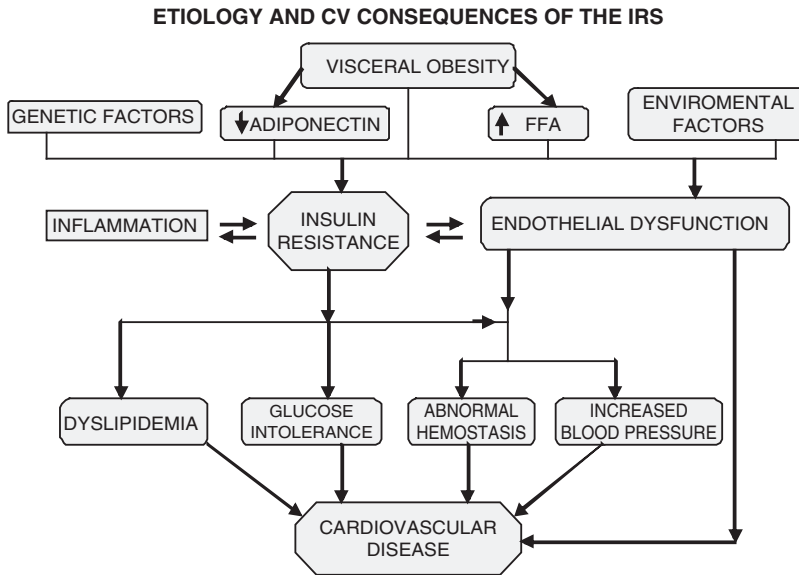 ETIOLOGY AND CV CONSEQUENCES OF THE IRS
VISCERAL OBESITY
GENETIC FACTORS
ADIPONECTIN
FFA
ENVIROMENTAL
FACTORS
INFLAMMATION
INSULIN
RESISTANCE
ENDOTHELIAL DYSFUNCTION
DYSLIPIDEMIA
GLUCOSE
INTOLERANCE
ABNORMAL
HEMOSTASIS
INCREASED
BLOOD PRESSURE
CARDIOVASCULAR
DISEASE